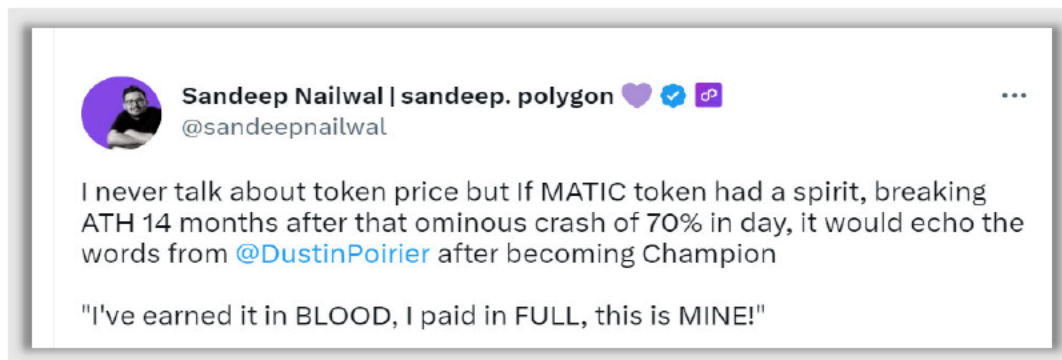 Sandeep Nailwal | sandeep. polygon 💜
@sandeepnailwal
I never talk about token price but If MATIC token had a spirit, breaking
ATH 14 months after that ominous crash of 70% in day, it would echo the
words from @DustinPoirier after becoming Champion
"I've earned it in BLOOD, I paid in FULL, this is MINE!"